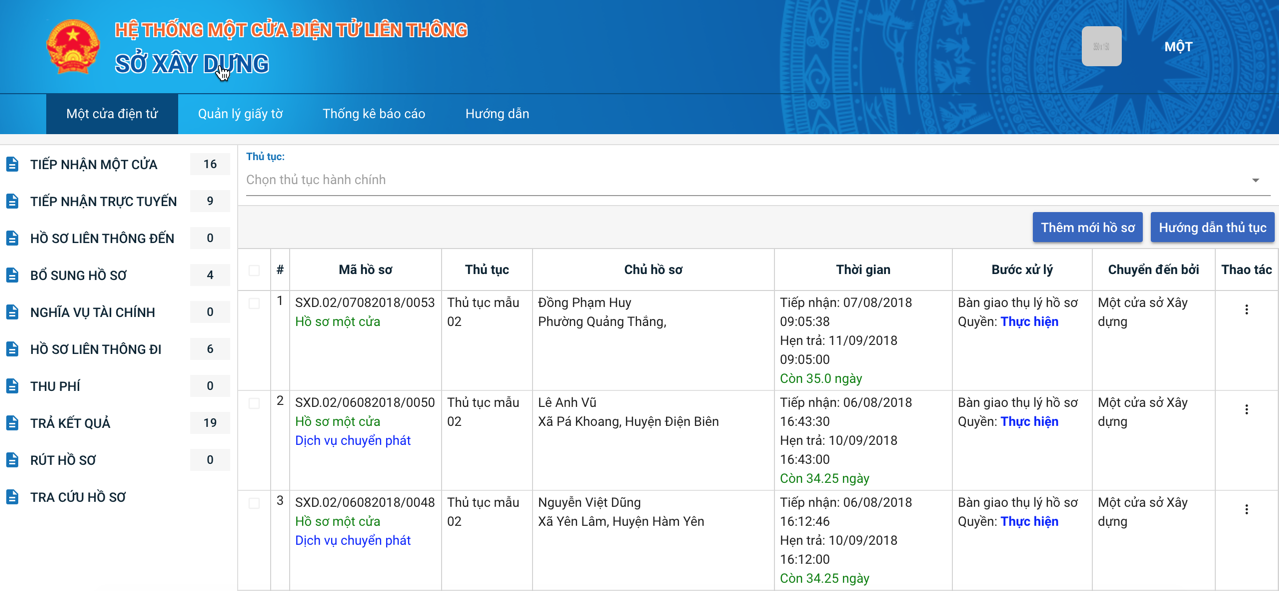 HỆ THỐNG MỘT CỬA ĐIỆN TỬ LIÊN THÔNG
SỞ XÂY DỰNG
MỘT
Một cửa điện tử
Quản lý giấy tờ
Thống kê báo cáo
Hướng dẫn
TIẾP NHẬN MỘT CỬA 16
TIẾP NHẬN TRỰC TUYẾN 9
HỒ SƠ LIÊN THÔNG ĐẾN 0
BỔ SUNG HỒ SƠ 4
NGHĨA VỤ TÀI CHÍNH 0
HỒ SƠ LIÊN THÔNG ĐI 6
THU PHÍ 0
TRẢ KẾT QUẢ 19
RÚT HỒ SƠ 0
TRA CỨU HỒ SƠ
Thủ tục:
Chọn thủ tục hành chính
Thêm mới hồ sơ
Hướng dẫn thủ tục
# Mã hồ sơ Thủ tục Chủ hồ sơ Thời gian Bước xử lý Chuyển đến bởi Thao tác
1
SXD.02/07082018/0053
Hồ sơ một cửa
Thủ tục mẫu
02
Đồng Phạm Huy
Phường Quảng Thắng,
Tiếp nhận: 07/08/2018
09:05:38
Hẹn trả: 11/09/2018
09:05:00
Còn 35.0 ngày
Bàn giao thụ lý hồ sơ
Quyền: Thực hiện
Một cửa sở Xây
dựng
2
SXD.02/06082018/0050
Hồ sơ một cửa
Dịch vụ chuyển phát
Thủ tục mẫu
02
Lê Anh Vũ
Xã Pá Khoang, Huyện Điện Biên
Tiếp nhận: 06/08/2018
16:43:30
Hẹn trả: 10/09/2018
16:43:00
Còn 34.25 ngày
Bàn giao thụ lý hồ sơ
Quyền: Thực hiện
Một cửa sở Xây
dựng
3
SXD.02/06082018/0048
Hồ sơ một cửa
Dịch vụ chuyển phát
Thủ tục mẫu
02
Nguyễn Việt Dũng
Xã Yên Lâm, Huyện Hàm Yên
Tiếp nhận: 06/08/2018
16:12:46
Hẹn trả: 10/09/2018
16:12:00
Còn 34.25 ngày
Bàn giao thụ lý hồ sơ
Quyền: Thực hiện
Một cửa sở Xây
dựng